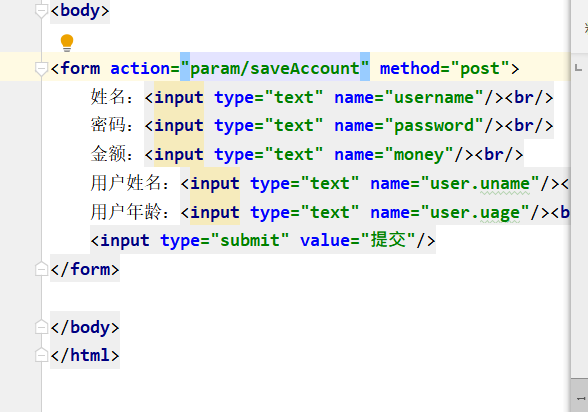 <body>
<form action="param/saveAccount" method="post">
姓名：<input type="text" name="username"/><br/>
密码：<input type="text" name="password"/><br/>
金额：<input type="text" name="money"/><br/>
用户姓名：<input type="text" name="user.uname"/><
用户年龄：<input type="text" name="user.uage"/><b
<input type="submit" value="提交"/>
</form>
</body>
</html>